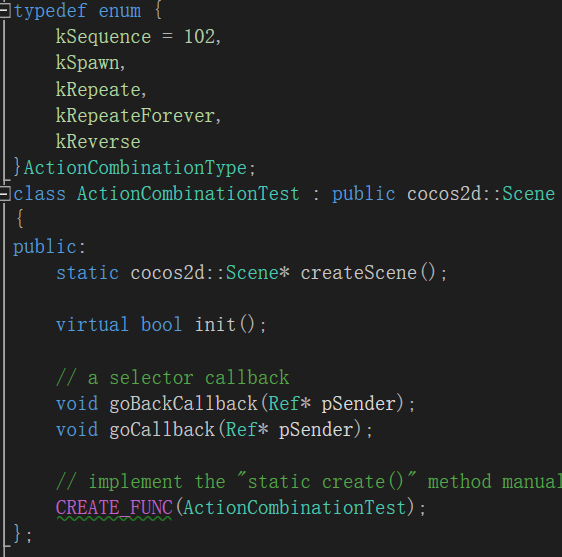 typedef enum {
    kSequence = 102,
    kSpawn,
    kRepeate,
    kRepeateForever,
    kReverse
}ActionCombinationType;
class ActionCombinationTest : public cocos2d::Scene
{
public:
    static cocos2d::Scene* createScene();

    virtual bool init();

    // a selector callback
    void goBackCallback(Ref* pSender);
    void goCallback(Ref* pSender);

    // implement the "static create()" method manual
    CREATE_FUNC(ActionCombinationTest);
};